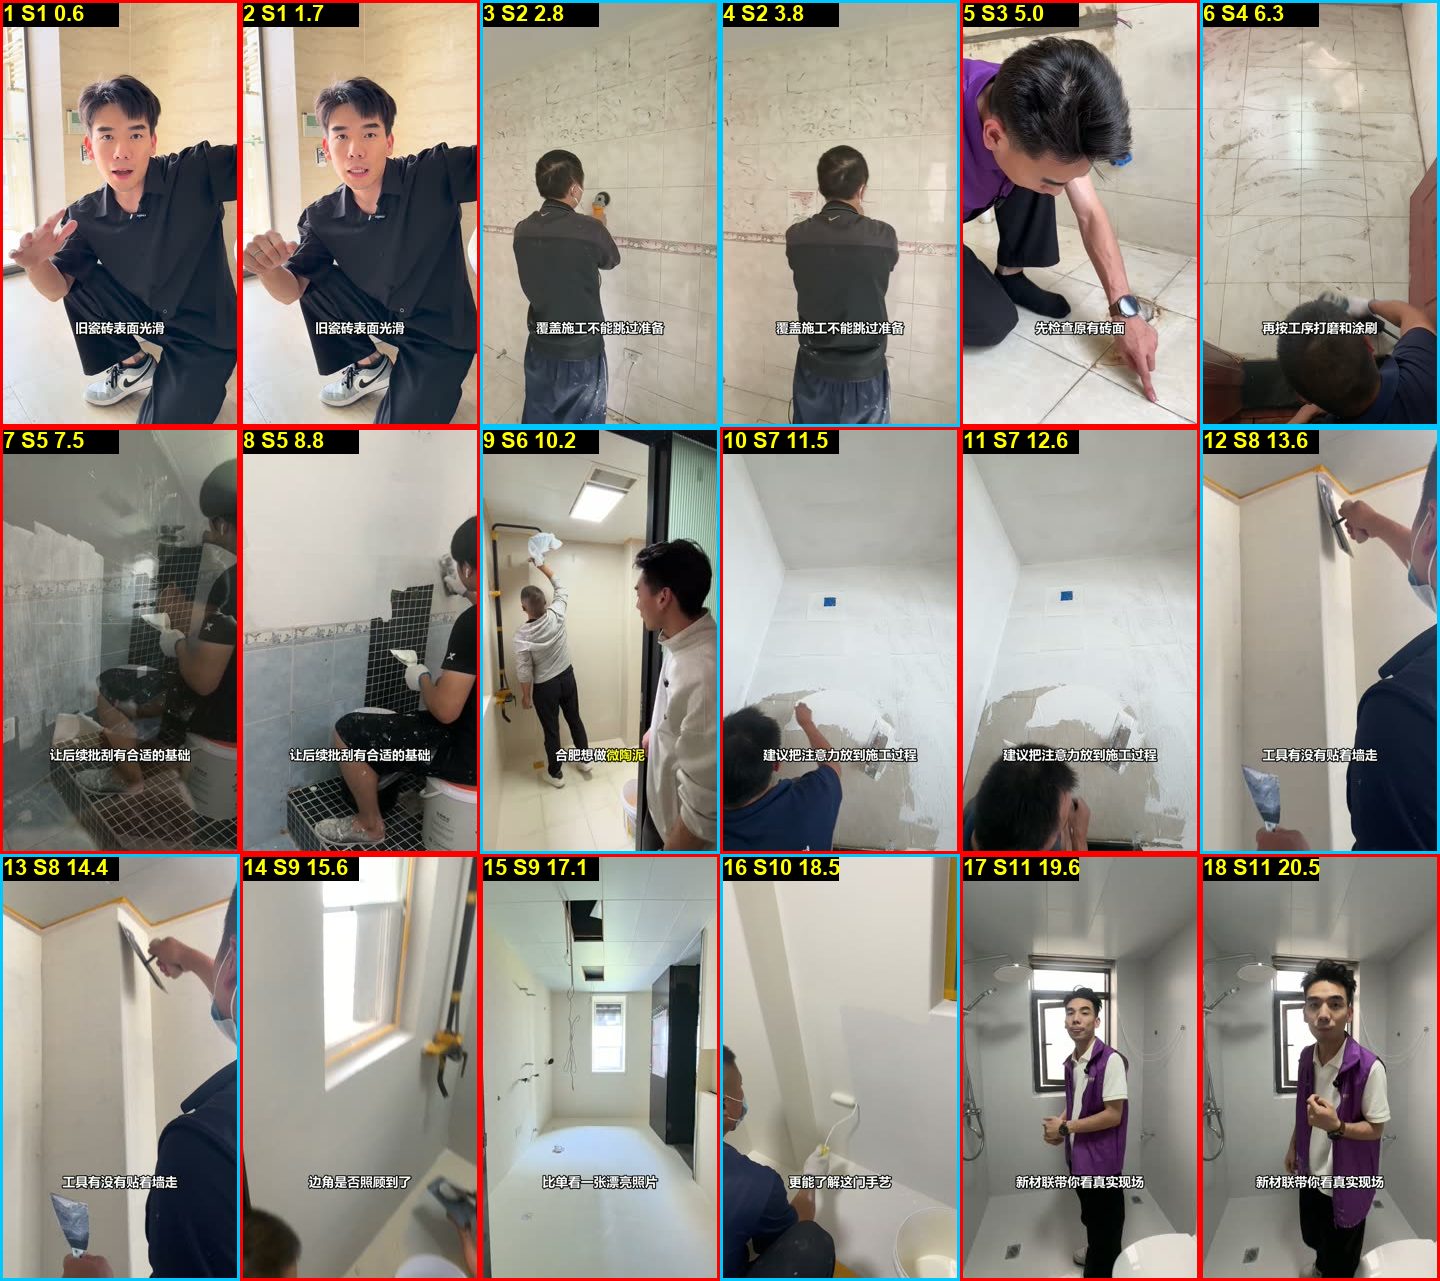 1 S1 0.6
旧瓷砖表面光滑
2 S1 1.7
旧瓷砖表面光滑
3 S2 2.8
覆盖施工不能跳过准备
4 S2 3.8
覆盖施工不能跳过准备
5 S3 5.0
先检查原有砖面
6 S4 6.3
再按工序打磨和涂刷
7 S5 7.5
让后续批刮有合适的基础
8 S5 8.8
让后续批刮有合适的基础
9 S6 10.2
合肥想做微陶泥
10 S7 11.5
建议把注意力放到施工过程
11 S7 12.6
建议把注意力放到施工过程
12 S8 13.6
工具有没有贴着墙走
13 S8 14.4
工具有没有贴着墙走
14 S9 15.6
边角是否照顾到了
15 S9 17.1
比单看一张漂亮照片
16 S10 18.5
更能了解这门手艺
17 S11 19.6
新材联带你看真实现场
18 S11 20.5
新材联带你看真实现场